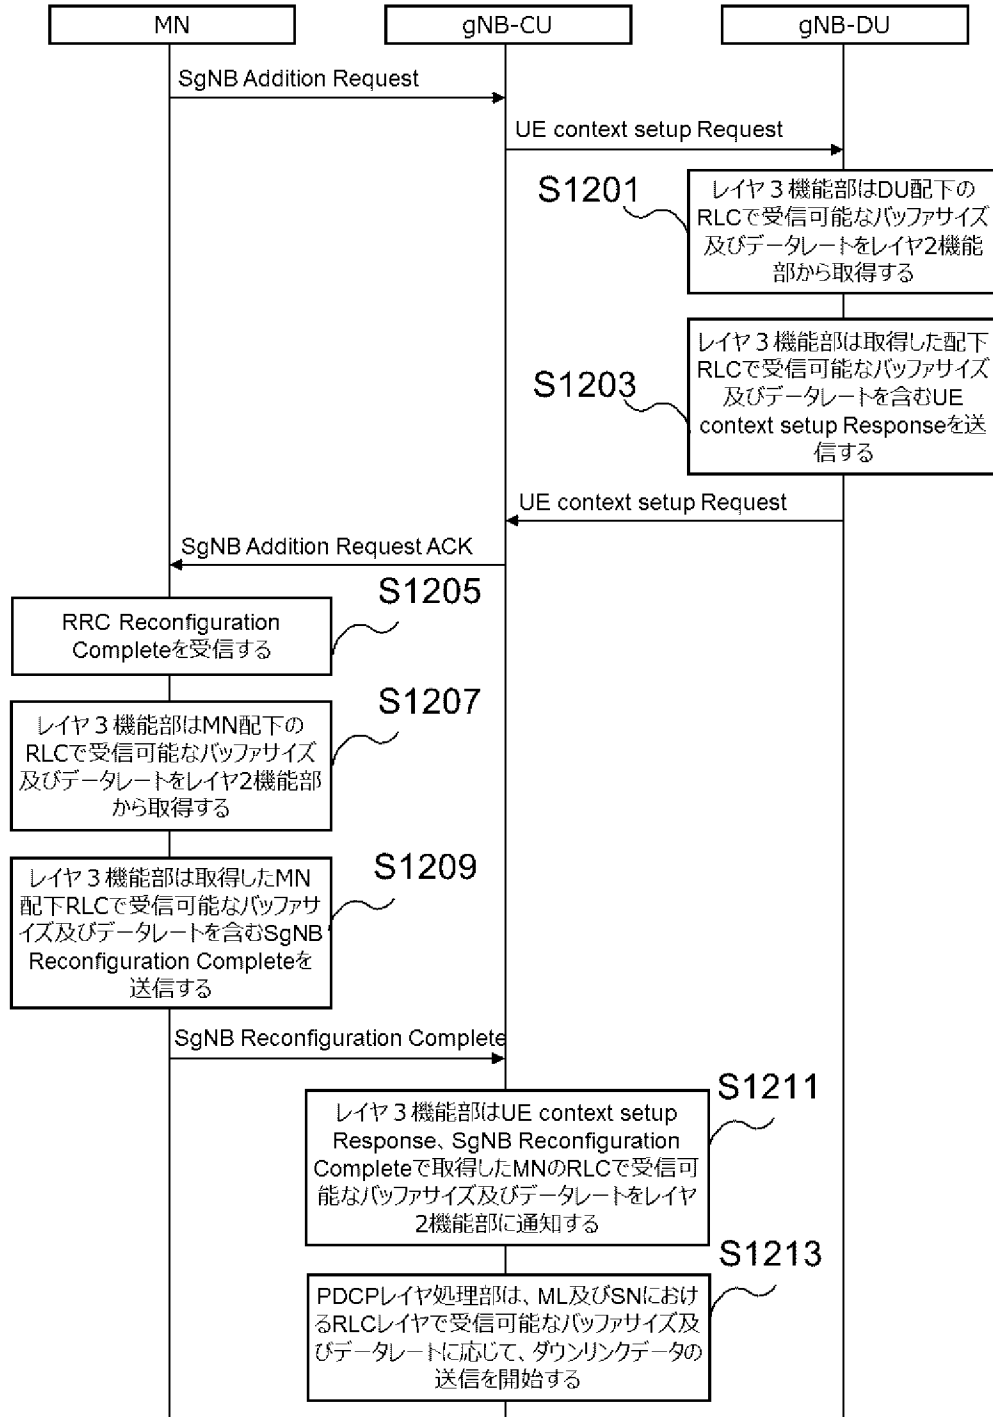 MN
gNB-CU
gNB-DU
SgNB Addition Request
UE context setup Request
S1201
レイヤ3機能部はDU配下の
RLCで受信可能なバッファサイズ
及びデータレートをレイヤ2機能
部から取得する
S1203
レイヤ3機能部は取得した配下
RLCで受信可能なバッファサイズ
及びデータレートを含むUE
context setup Responseを送
信する
UE context setup Request
SgNB Addition Request ACK
S1205
RRC Reconfiguration
Completeを受信する
S1207
レイヤ3機能部はMN配下の
RLCで受信可能なバッファサイズ
及びデータレートをレイヤ2機能部
から取得する
S1209
レイヤ3機能部は取得したMN
配下RLCで受信可能なバッファサ
イズ及びデータレートを含むSgNB
Reconfiguration Completeを
送信する
SgNB Reconfiguration Complete
S1211
レイヤ3機能部はUE context setup
Response、SgNB Reconfiguration
Completeで取得したMNのRLCで受信可
能なバッファサイズ及びデータレートをレイヤ
2機能部に通知する
S1213
PDCPレイヤ処理部は、ML及びSNにおけ
るRLCレイヤで受信可能なバッファサイズ及
びデータレートに応じて、ダウンリンクデータの
送信を開始する